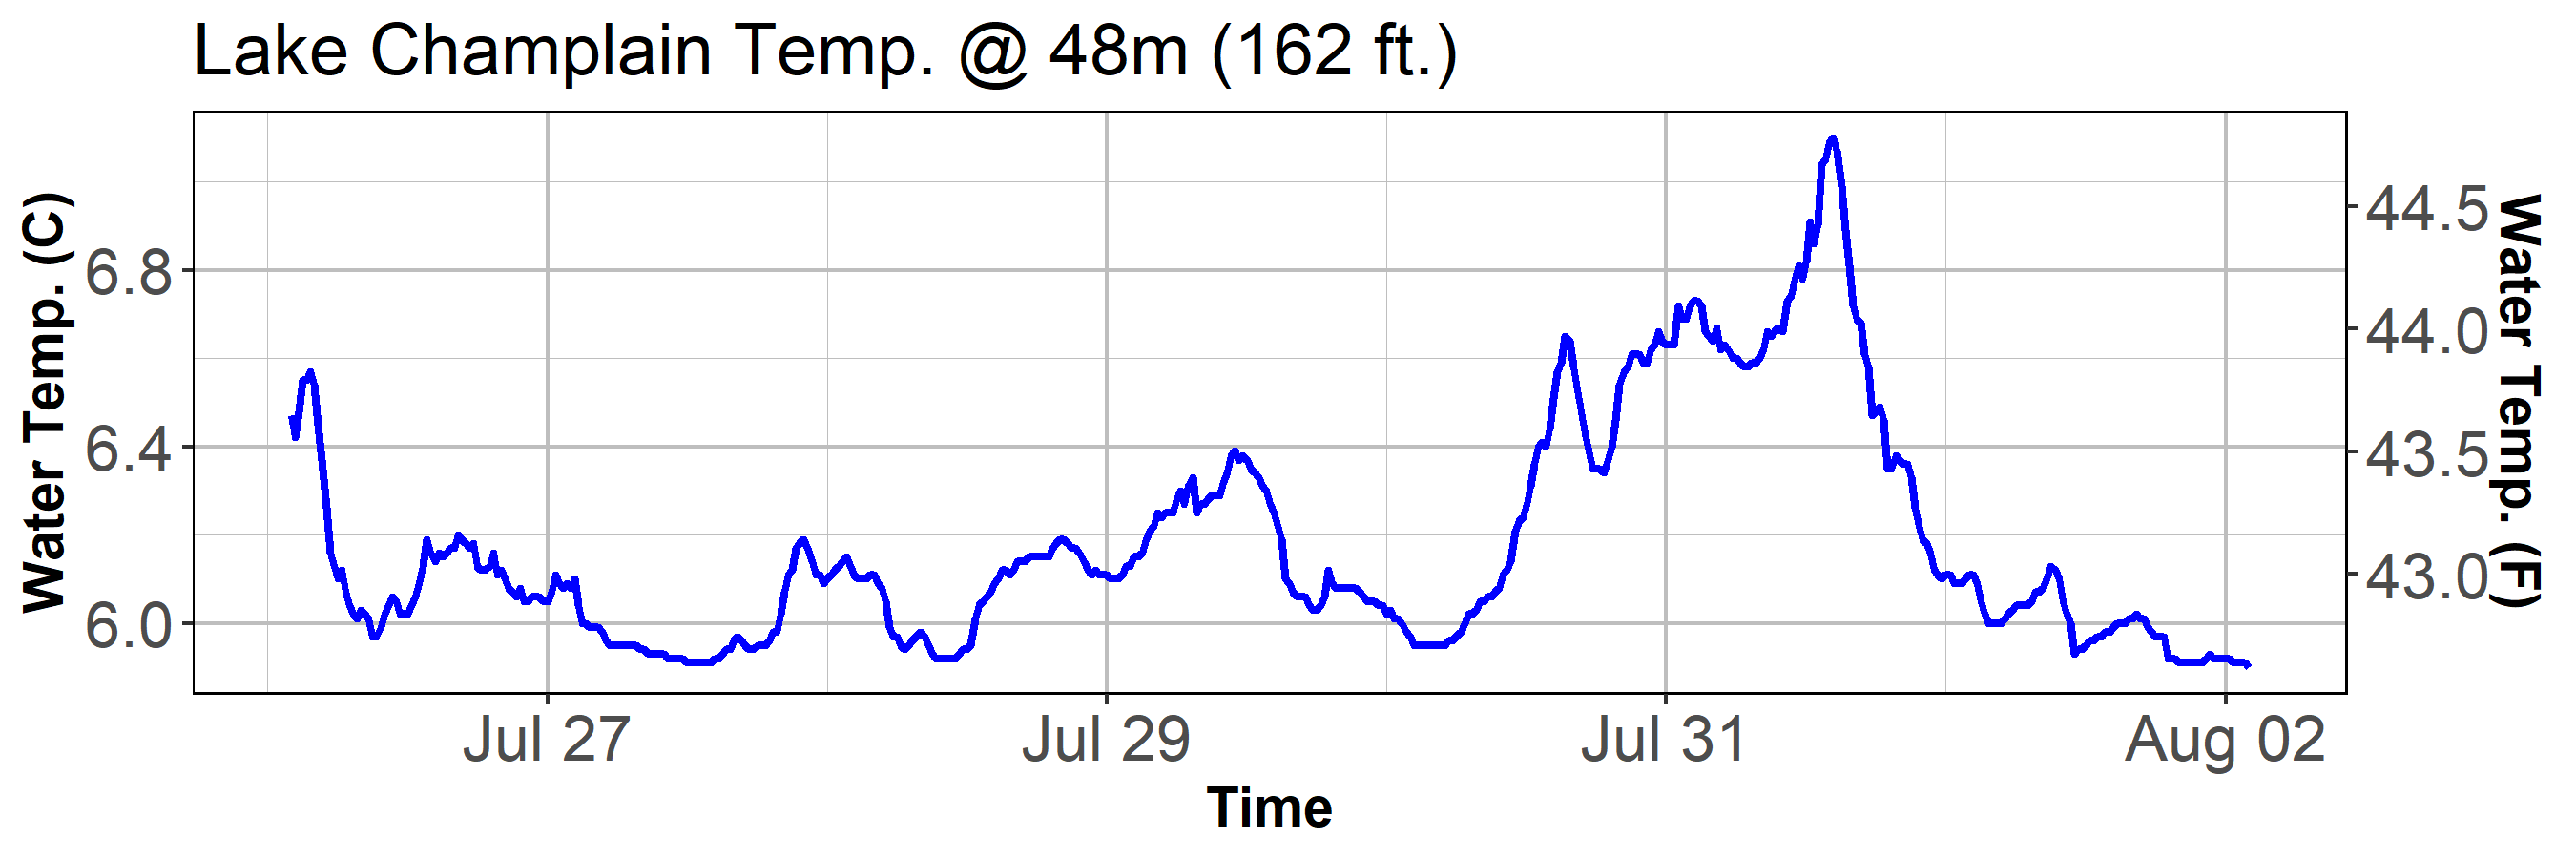 Lake Champlain Temp. @ 48m (162 ft.)
Water Temp. (C)
6.8
6.4
6.0
44.5
44.0
43.5
43.0
Water Temp. (F)
Jul 27 Jul 29 Jul 31 Aug 02
Time